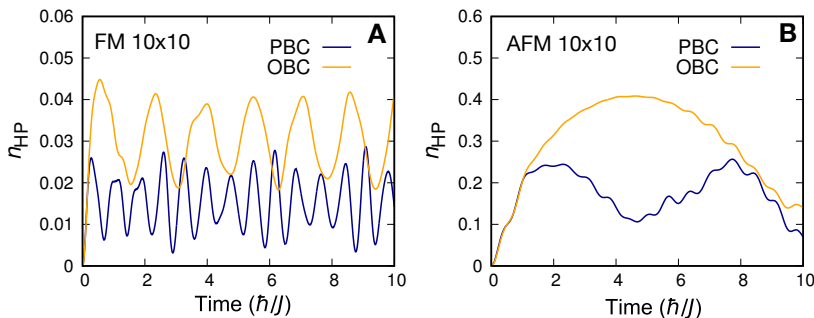 FM 10x10
A
PBC
OBC
n_HP
0.06
0.05
0.04
0.03
0.02
0.01
0
0 2 4 6 8 10
Time (ℏ/J)
AFM 10x10
B
PBC
OBC
n_HP
0.6
0.5
0.4
0.3
0.2
0.1
0
0 2 4 6 8 10
Time (ℏ/J)